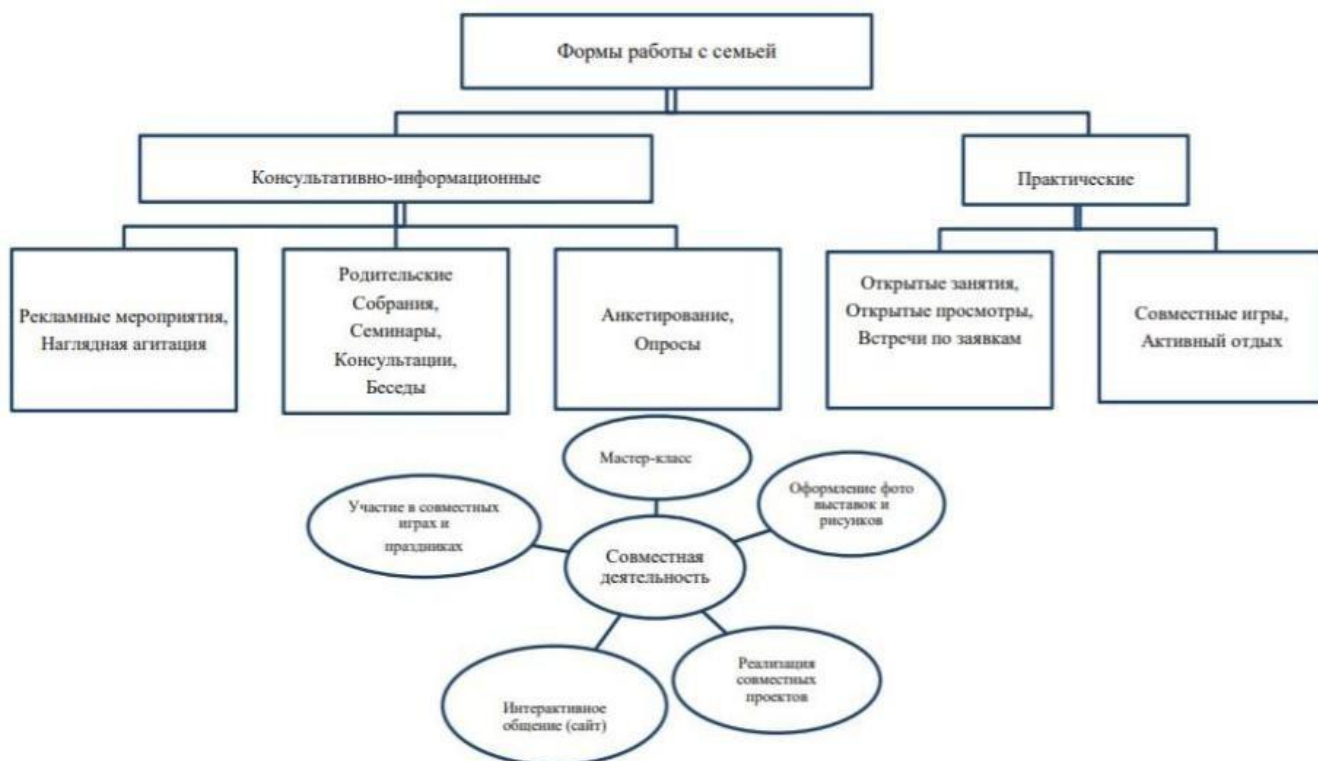 Формы работы с семьей
Консультативно-информационные
Практические
Рекламные мероприятия,
Наглядная агитация
Родительские
Собрания,
Семинары,
Консультации,
Беседы
Анкетирование,
Опросы
Открытые занятия,
Открытые просмотры,
Встречи по заявкам
Совместные игры,
Активный отдых
Мастер-класс
Участие в совместных
играх и
праздниках
Оформление фото
выставок и
рисунков
Совместная
деятельность
Интерактивное
общение (сайт)
Реализация
совместных
проектов